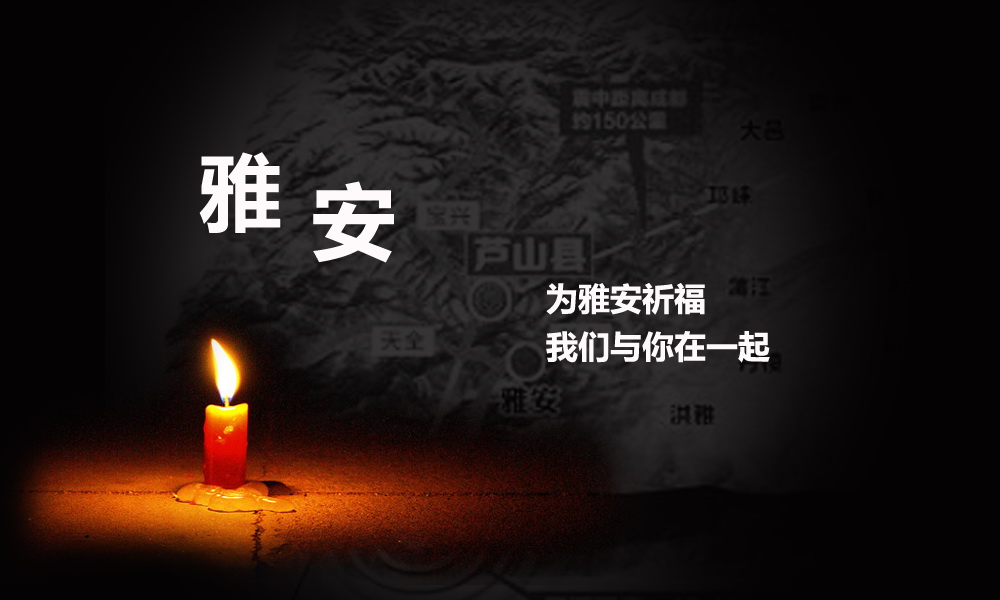 雅安
震中距离成都
约150公里
大邑
邛崃
宝兴
芦山县
蒲江
为雅安祈福
天全
我们与你在一起
雅安
洪雅